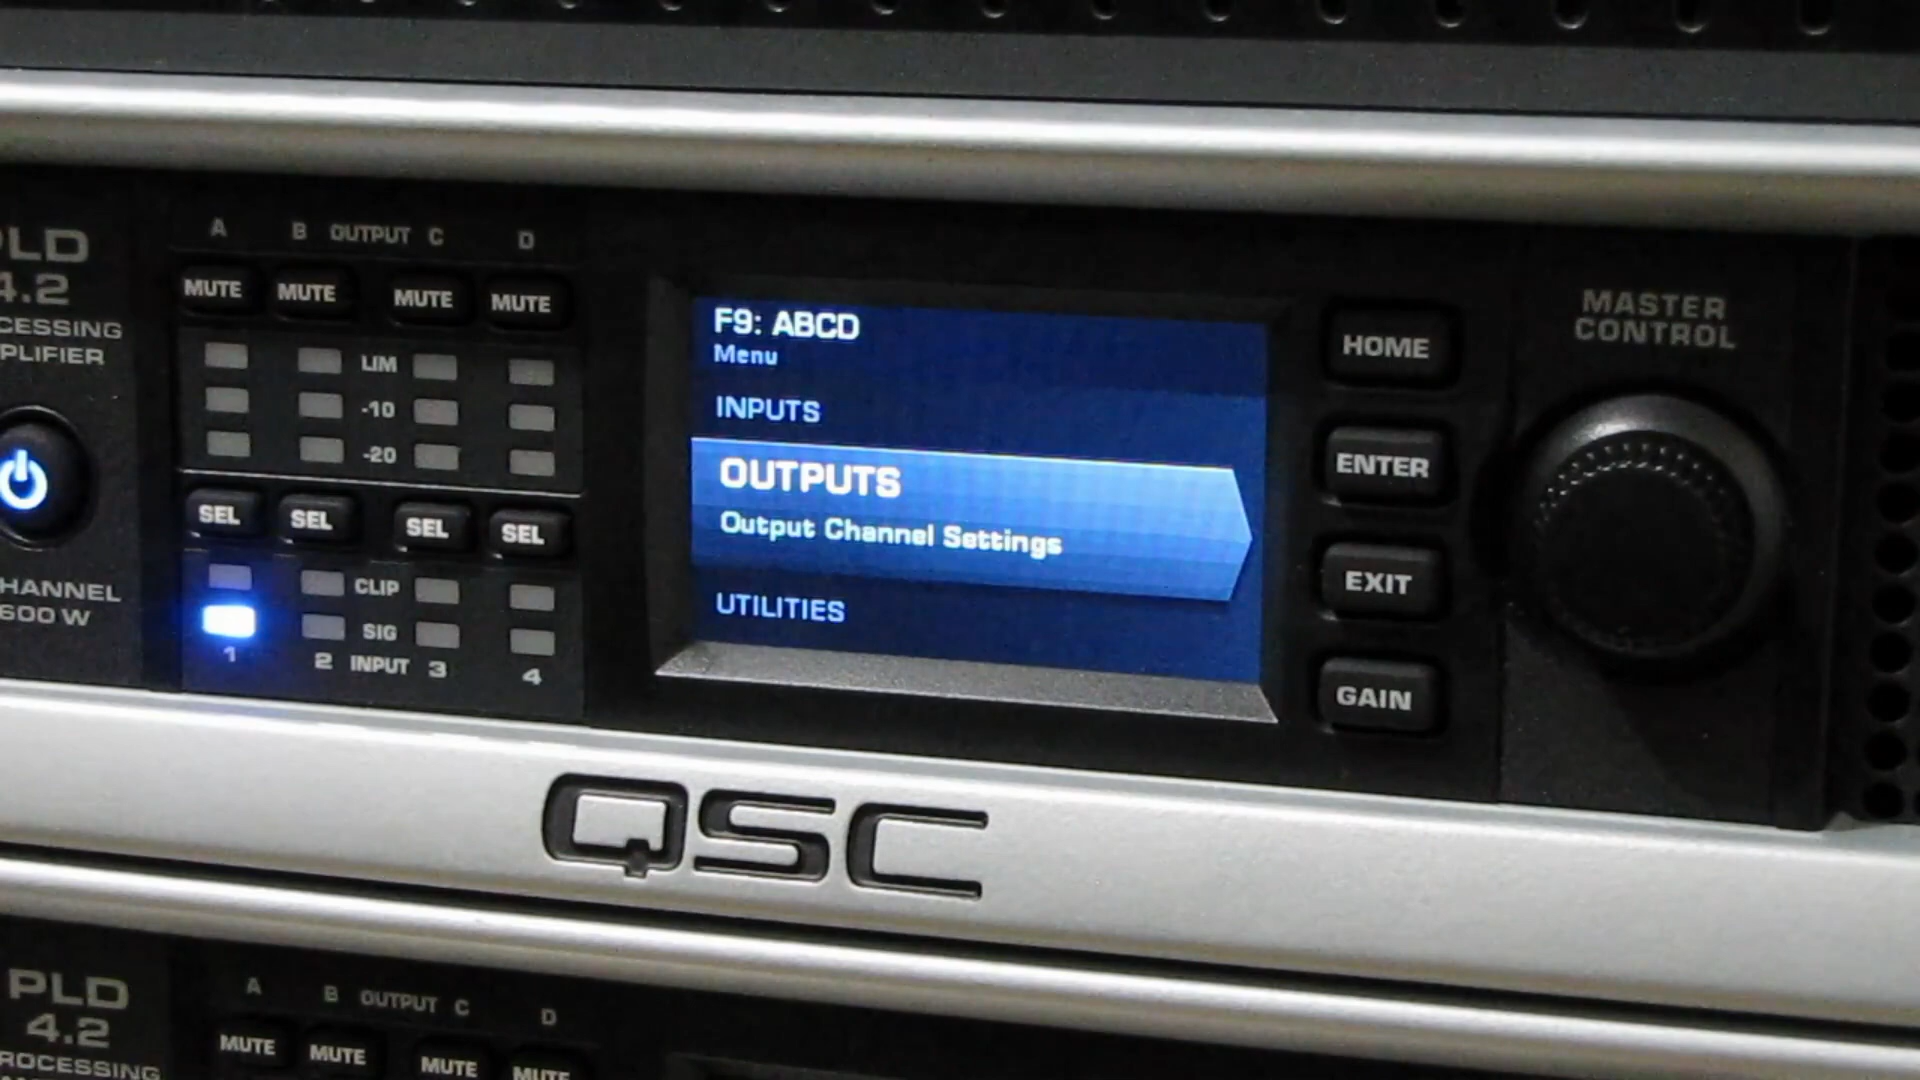 PLD
4.2
CESSING
PLIFIER
HANNEL
600 W
A B OUTPUT C D
MUTE MUTE MUTE MUTE
LIM
-10
-20
SEL SEL SEL SEL
CLIP
SIG
1 2 INPUT 3 4
F9: ABCD
Menu
INPUTS
OUTPUTS
Output Channel Settings
UTILITIES
HOME
ENTER
EXIT
GAIN
MASTER
CONTROL
QSC
PLD
4.2
ROCESSING
A B OUTPUT C D
MUTE MUTE MUTE MUTE